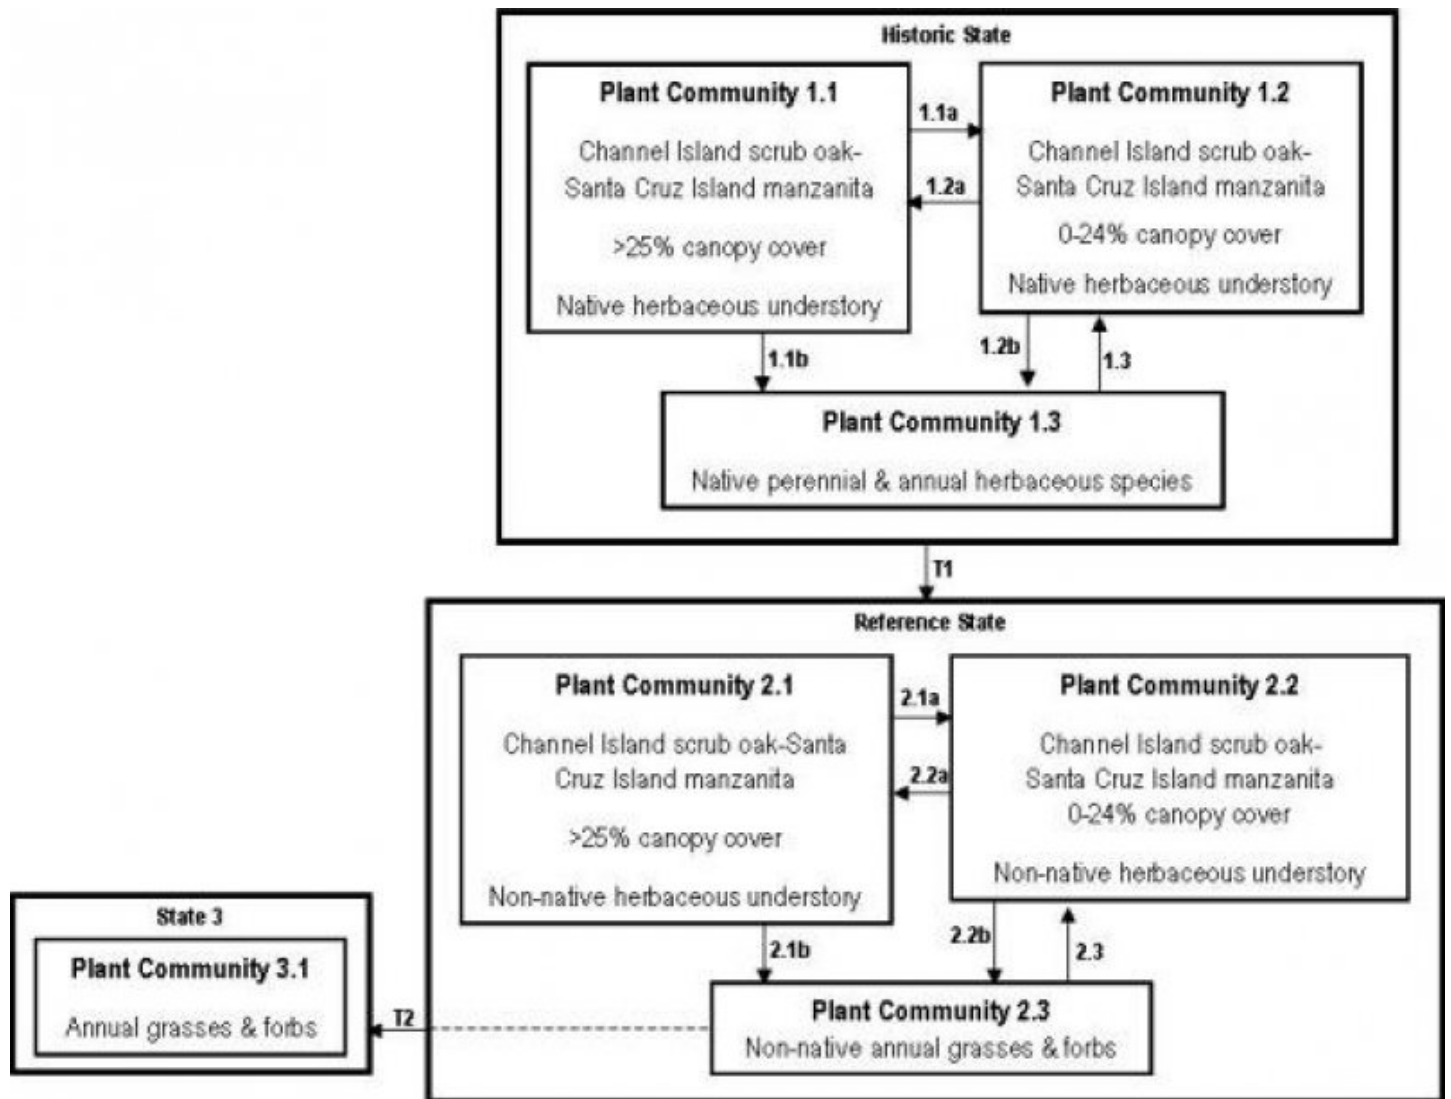 Historic State
Plant Community 1.1
Channel Island scrub oak-
Santa Cruz Island manzanita
>25% canopy cover
Native herbaceous understory
1.1a
1.2a
Plant Community 1.2
Channel Island scrub oak-
Santa Cruz Island manzanita
0-24% canopy cover
Native herbaceous understory
1.1b
1.2b
1.3
Plant Community 1.3
Native perennial & annual herbaceous species
T1
Reference State
Plant Community 2.1
Channel Island scrub oak-Santa
Cruz Island manzanita
>25% canopy cover
Non-native herbaceous understory
2.1a
2.2a
Plant Community 2.2
Channel Island scrub oak-
Santa Cruz Island manzanita
0-24% canopy cover
Non-native herbaceous understory
2.1b
2.2b
2.3
Plant Community 2.3
Non-native annual grasses & forbs
T2
State 3
Plant Community 3.1
Annual grasses & forbs